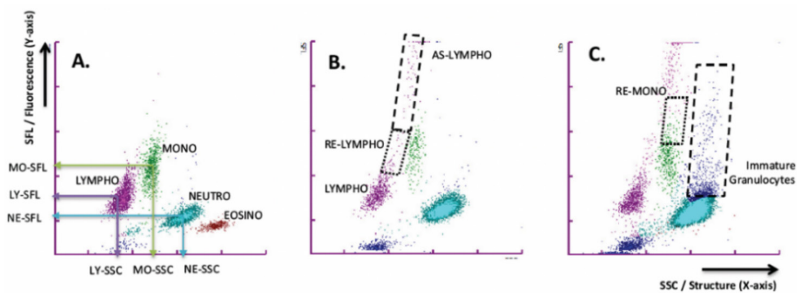 SFL / Fluorescence (Y-axis)
A.
MONO
MO-SFL
LYMPHO
LY-SFL
NEUTRO
NE-SFL
EOSINO
LY-SSC MO-SSC NE-SSC
B.
AS-LYMPHO
RE-LYMPHO
LYMPHO
C.
RE-MONO
Immature
Granulocytes
SSC / Structure (X-axis)